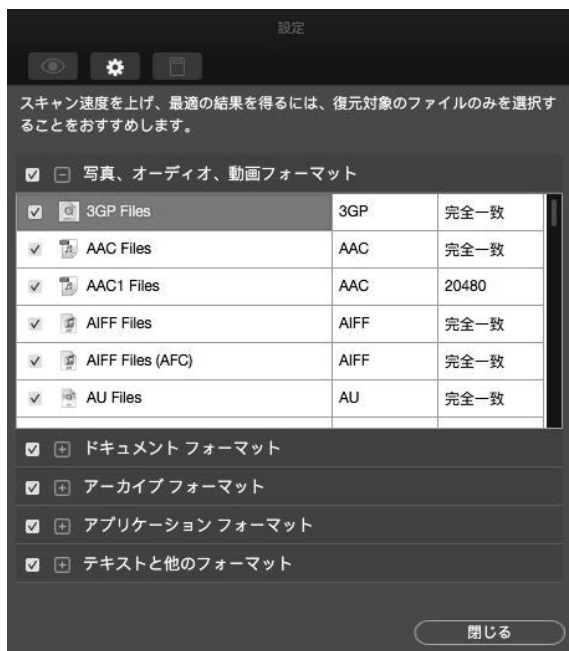 設定
スキャン速度を上げ、最適の結果を得るには、復元対象のファイルのみを選択す
ることをおすすめします。
写真、オーディオ、動画フォーマット
3GP Files 3GP 完全一致
AAC Files AAC 完全一致
AAC1 Files AAC 20480
AIFF Files AIFF 完全一致
AIFF Files (AFC) AIFF 完全一致
AU Files AU 完全一致
ドキュメント フォーマット
アーカイブ フォーマット
アプリケーション フォーマット
テキストと他のフォーマット
閉じる